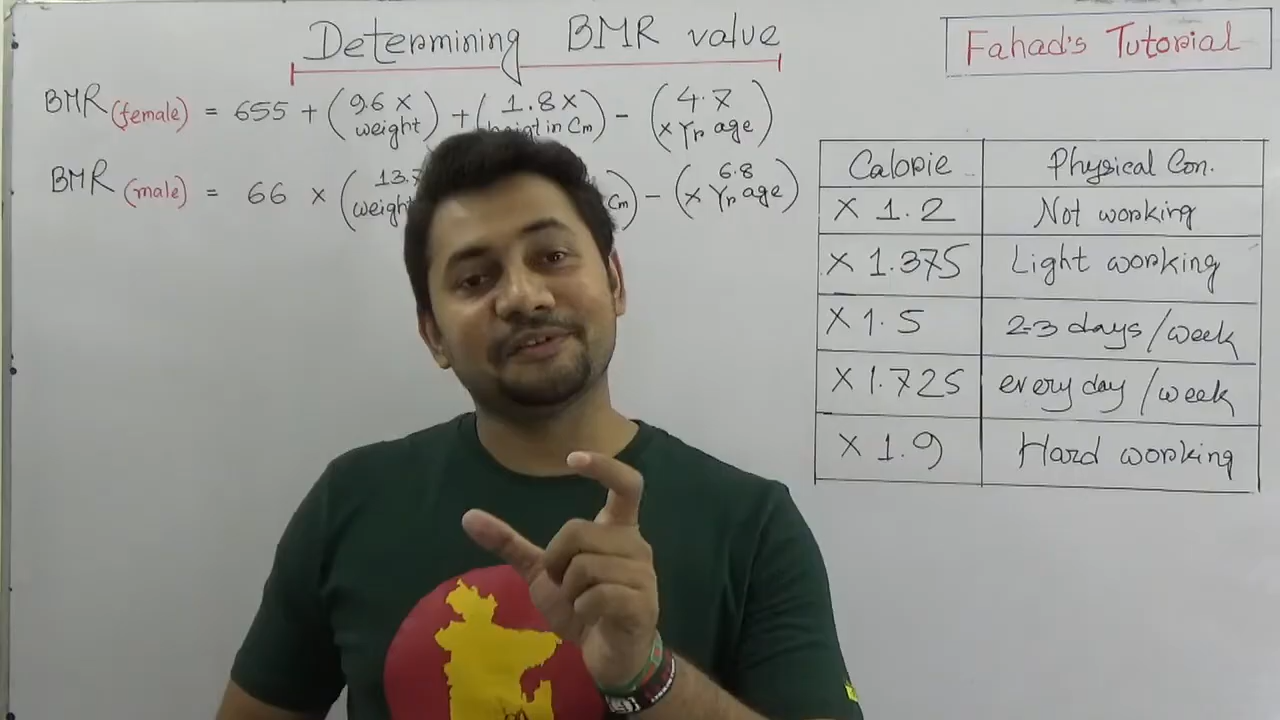 Determining BMR value
Fahad's Tutorial
BMR (female) = 655 + (9.6 x weight) + (1.8 x in Cm) - (4.7 x Yr age)
BMR (male) = 66 x (13.7 Cm) - (6.8 x Yr age)
Calorie Physical Con.
X 1.2 Not working
X 1.375 Light working
X 1.5 2-3 days/week
X 1.725 every day/week
X 1.9 Hard working